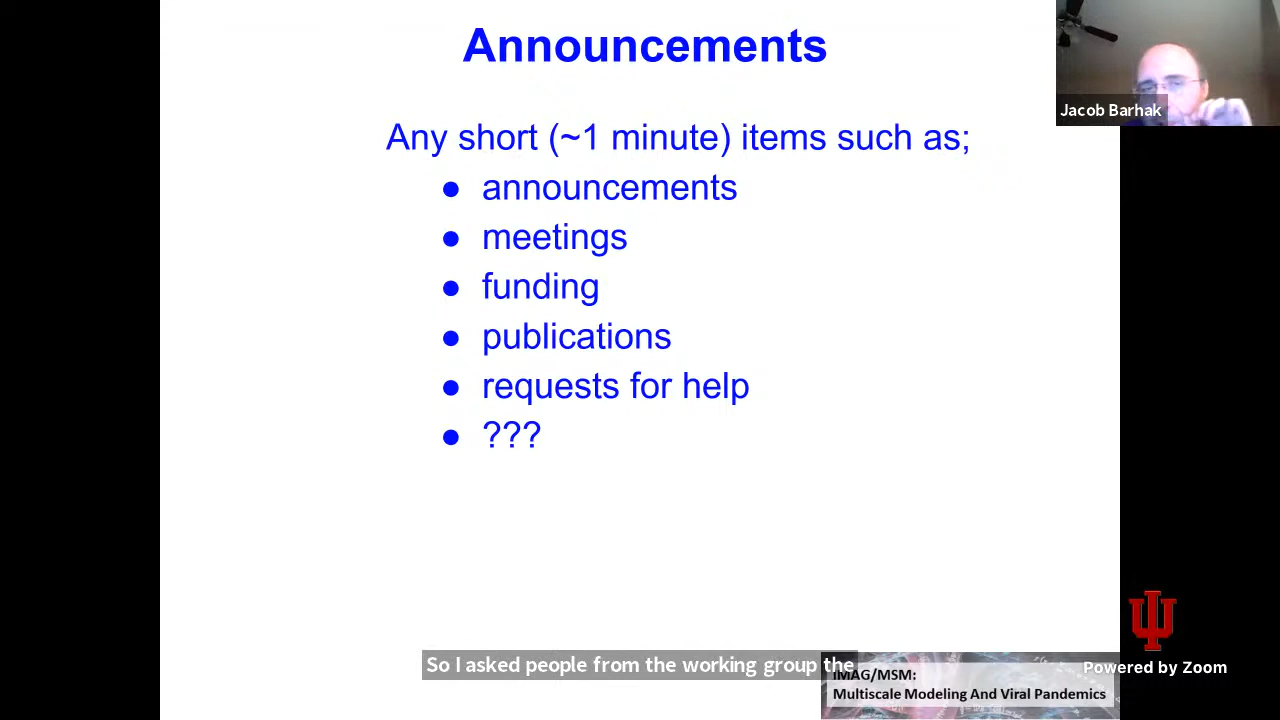 Announcements
Jacob Barhak
Any short (~1 minute) items such as;
● announcements
● meetings
● funding
● publications
● requests for help
● ???
So I asked people from the working group the
IMAG/MSM:
Multiscale Modeling And Viral Pandemics
Powered by Zoom